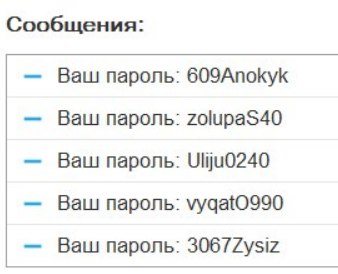 Сообщения:
Ваш пароль: 609Anokyk
Ваш пароль: zolupaS40
Ваш пароль: Uliju0240
Ваш пароль: vyqatO990
Ваш пароль: 3067Zysiz